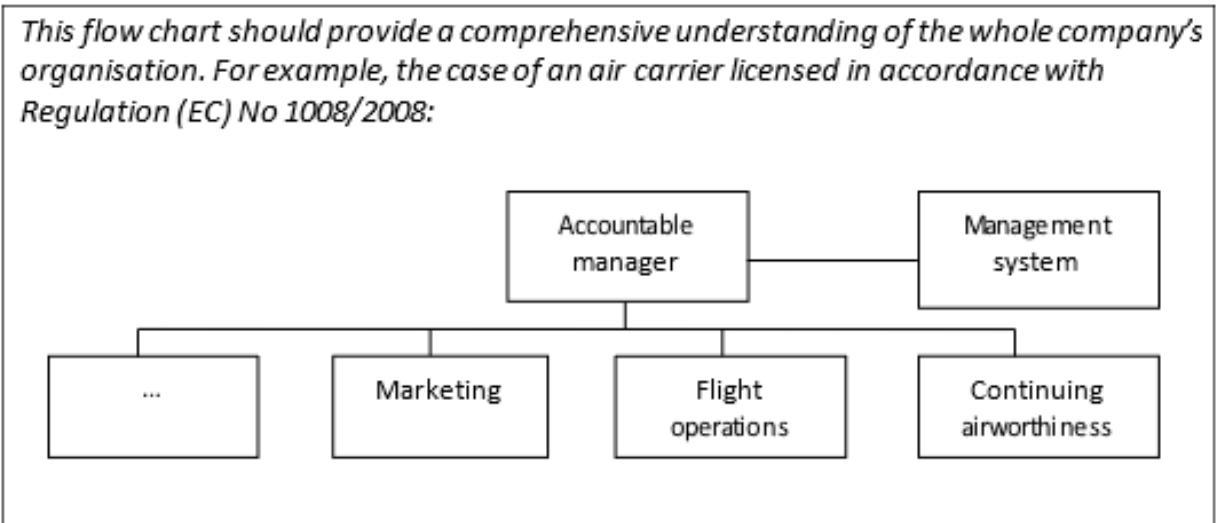 This flow chart should provide a comprehensive understanding of the whole company's
organisation. For example, the case of an air carrier licensed in accordance with
Regulation (EC) No 1008/2008:
Accountable
manager
Management
system
...
Marketing
Flight
operations
Continuing
airworthiness